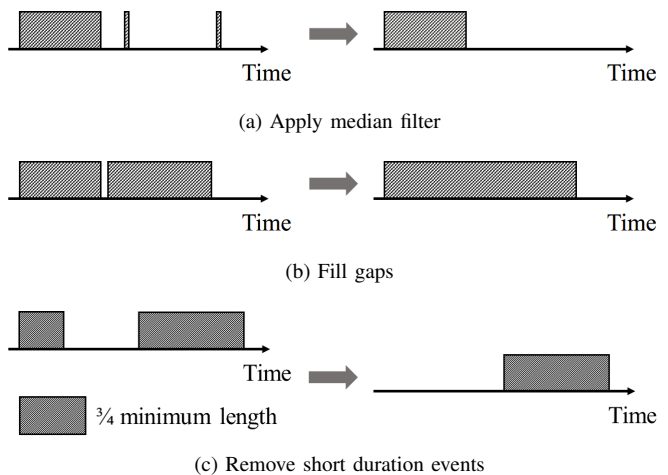 Time
Time
(a) Apply median filter
Time
Time
(b) Fill gaps
Time
Time
¾ minimum length
(c) Remove short duration events